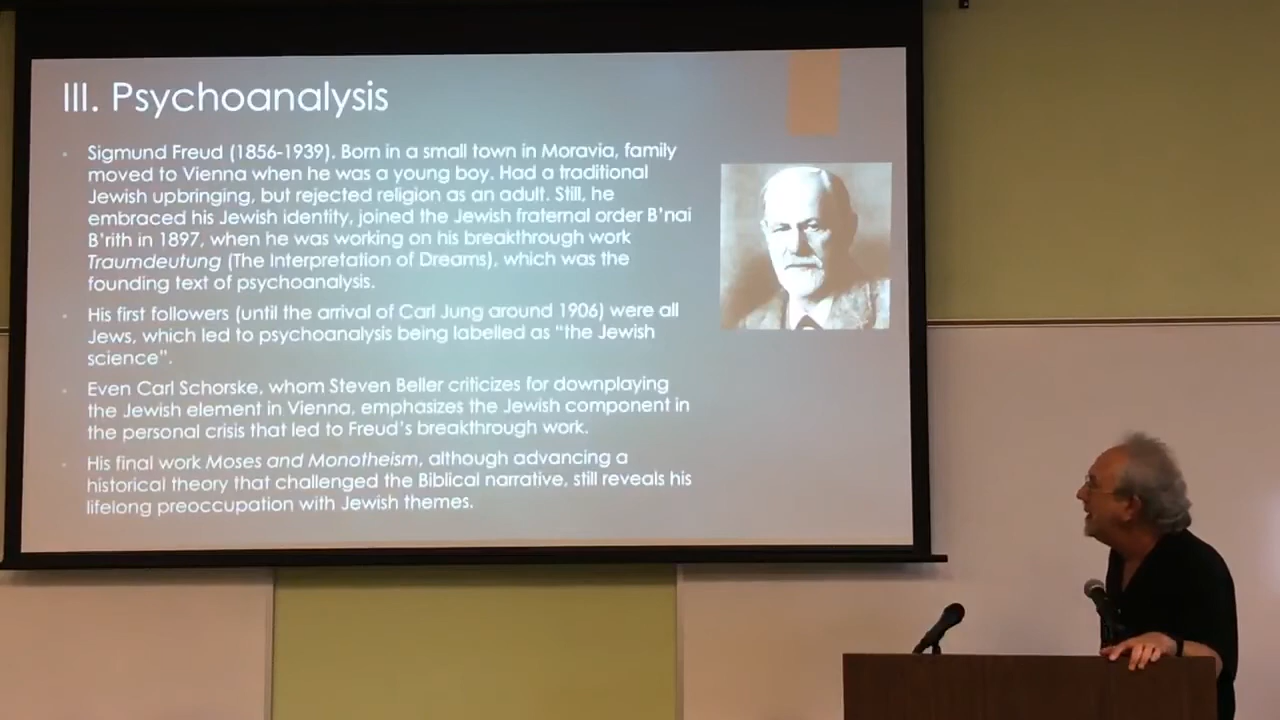 III. Psychoanalysis
Sigmund Freud (1856-1939). Born in a small town in Moravia, family
moved to Vienna when he was a young boy. Had a traditional
Jewish upbringing, but rejected religion as an adult. Still, he
embraced his Jewish identity, joined the Jewish fraternal order B'nai
B'rith in 1897, when he was working on his breakthrough work
Traumdeutung (The Interpretation of Dreams), which was the
founding text of psychoanalysis.
His first followers (until the arrival of Carl Jung around 1906) were all
Jews, which led to psychoanalysis being labelled as "the Jewish
science".
Even Carl Schorske, whom Steven Beller criticizes for downplaying
the Jewish element in Vienna, emphasizes the Jewish component in
the personal crisis that led to Freud's breakthrough work.
His final work Moses and Monotheism, although advancing a
historical theory that challenged the Biblical narrative, still reveals his
lifelong preoccupation with Jewish themes.